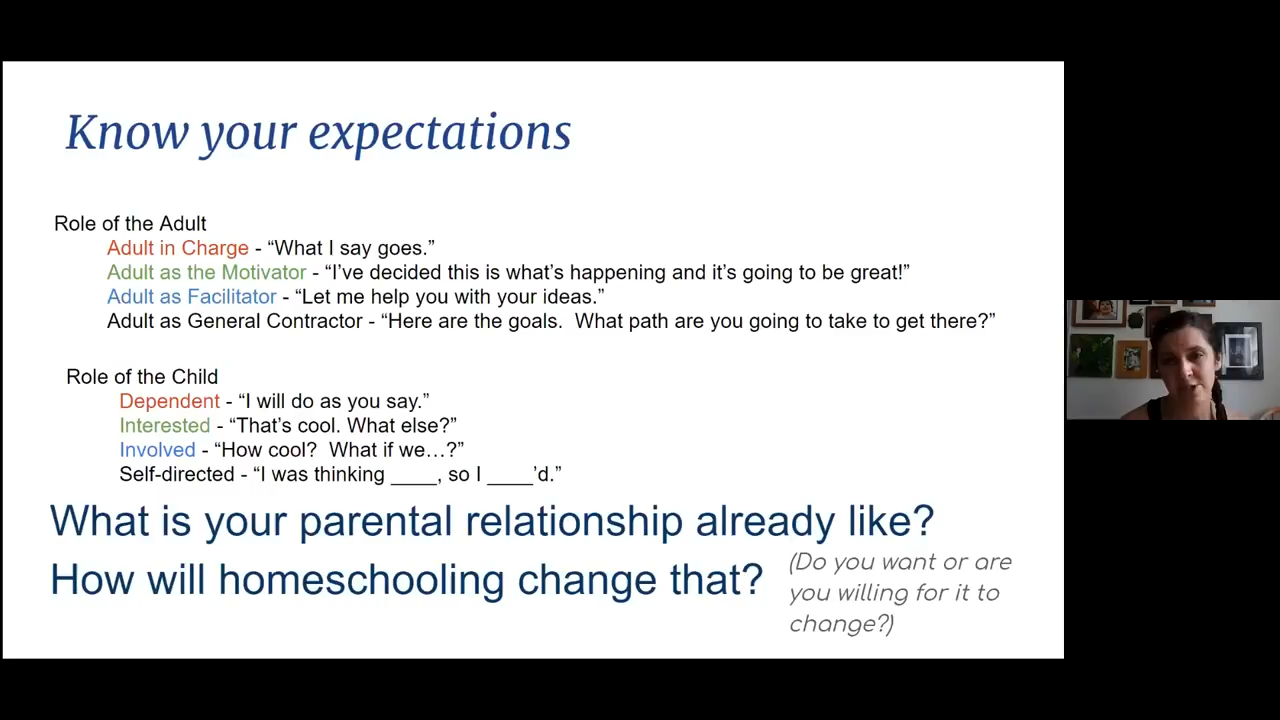 Know your expectations
Role of the Adult
Adult in Charge - “What I say goes.”
Adult as the Motivator - “I’ve decided this is what’s happening and it’s going to be great!”
Adult as Facilitator - “Let me help you with your ideas.”
Adult as General Contractor - “Here are the goals.  What path are you going to take to get there?”
Role of the Child
Dependent - “I will do as you say.”
Interested - “That’s cool. What else?”
Involved - “How cool?  What if we…?”
Self-directed - “I was thinking ____, so I ____’d.”
What is your parental relationship already like?
How will homeschooling change that?
(Do you want or are
you willing for it to
change?)